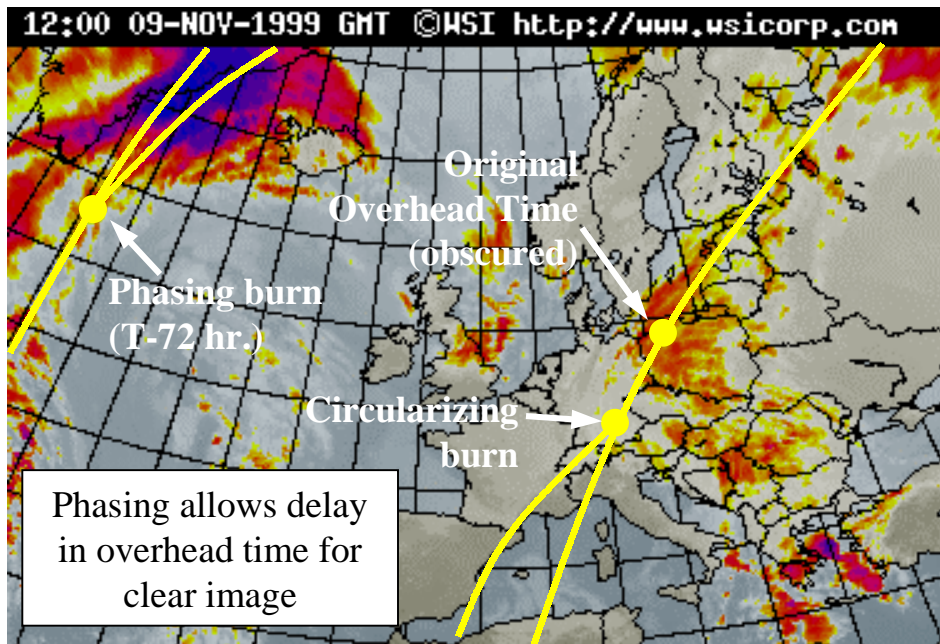 12:00 09-NOV-1999 GMT ©WSI http://www.wsicorp.com
Original
Overhead Time
(obscured)
Phasing burn
(T-72 hr.)
Circularizing
burn
Phasing allows delay
in overhead time for
clear image